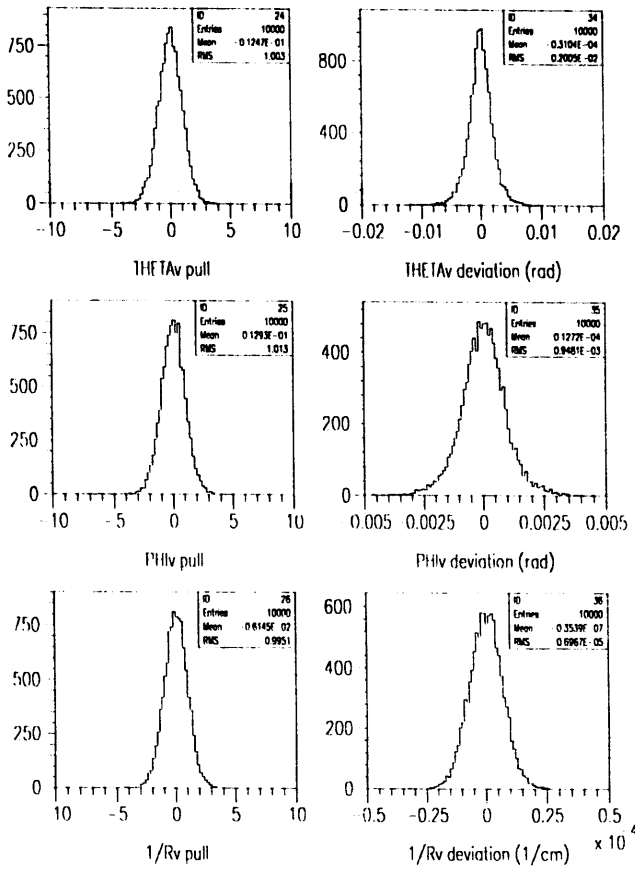 ID 24
Entries 10000
Mean -0.1247E-01
RMS 1.003
750
500
250
0
-10 -5 0 5 10
THETAv pull
ID 34
Entries 10000
Mean -0.3104E-04
RMS 0.2005E-02
800
400
0
-0.02 -0.01 0 0.01 0.02
THETAv deviation (rad)
ID 25
Entries 10000
Mean 0.1293E-01
RMS 1.013
750
500
250
0
-10 -5 0 5 10
PHIv pull
ID 35
Entries 10000
Mean 0.1272E-04
RMS 0.9481E-03
400
200
0
-0.005 -0.0025 0 0.0025 0.005
PHIv deviation (rad)
ID 26
Entries 10000
Mean -0.6145E-02
RMS 0.9951
750
500
250
0
10 -5 0 5 10
1/Rv pull
ID 36
Entries 10000
Mean 0.3539E-07
RMS 0.6967E-05
600
400
200
0
-0.5 -0.25 0 0.25 0.5
x 10
1/Rv deviation (1/cm)